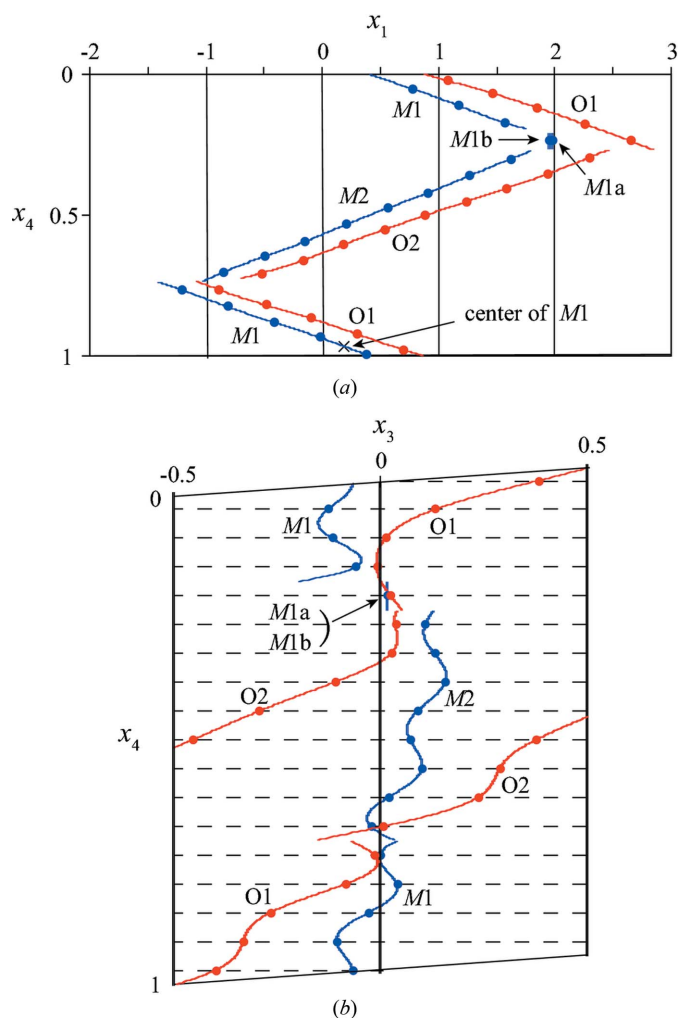 x1
-2 -1 0 1 2 3
0
M1
O1
M1b
M1a
M2
x4
0.5
O2
O1
M1
center of M1
1
(a)
x3
-0.5 0 0.5
0
M1
O1
M1a
M1b
)
O2
M2
x4
O2
O1
M1
1
(b)